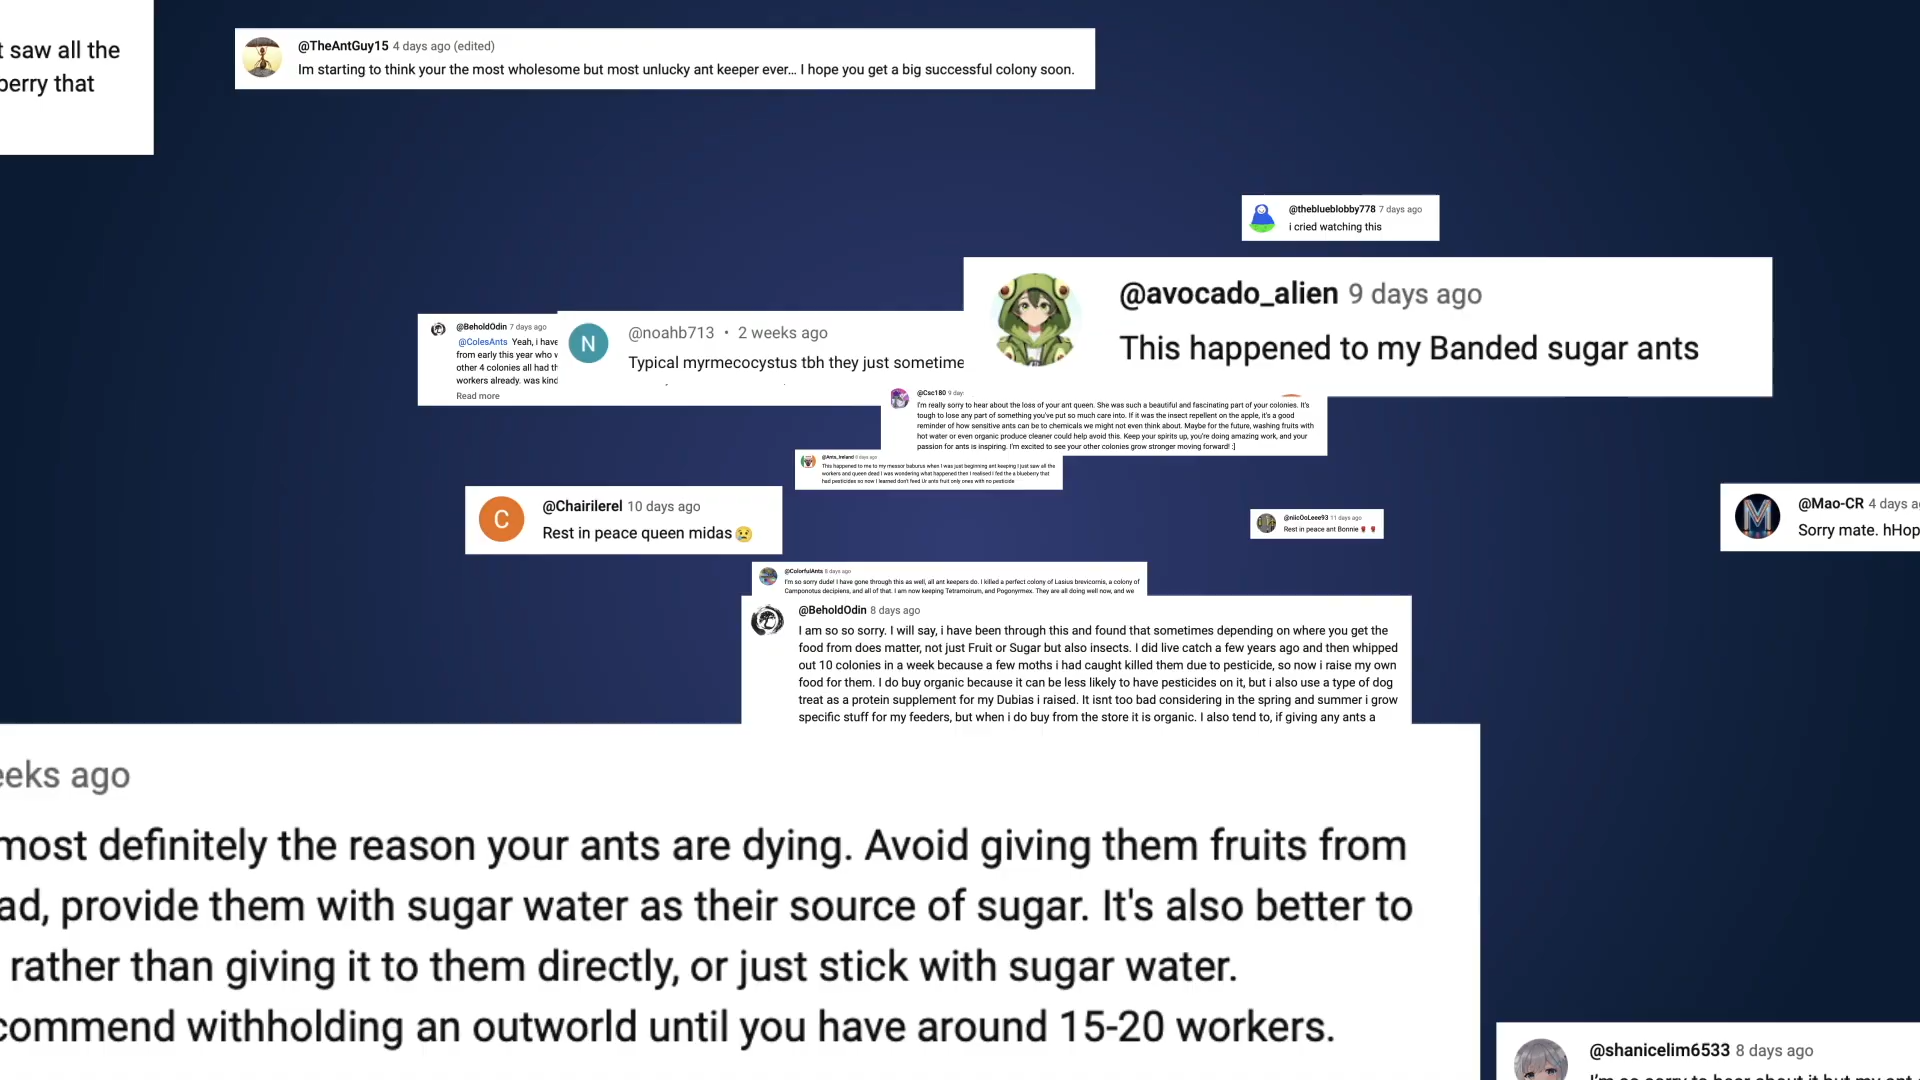 t saw all the
berry that
@TheAntGuy15 4 days ago (edited)
Im starting to think your the most wholesome but most unlucky ant keeper ever... I hope you get a big successful colony soon.
@theblueblobby778 7 days ago
i cried watching this
@avocado_alien 9 days ago
This happened to my Banded sugar ants
@BeholdOdin 7 days ago
@ColesAnts Yeah, i have
from early this year who w
other 4 colonies all had th
workers already. was kind
Read more
N
@noahb713 • 2 weeks ago
Typical myrmecocystus tbh they just sometime
@Csc180 9 day
I'm really sorry to hear about the loss of your ant queen. She was such a beautiful and fascinating part of your colonies. It's
tough to lose any part of something you've put so much care into. If it was the insect repellent on the apple, it's a good
reminder of how sensitive ants can be to chemicals we might not even think about. Maybe for the future, washing fruits with
hot water or even organic produce cleaner could help avoid this. Keep your spirits up, you're doing amazing work, and your
passion for ants is inspiring. I'm excited to see your other colonies grow stronger moving forward! :]
@Ants_Ireland 8 days ago
This happened to me to my messor baburus when I was just beginning ant keeping I just saw all the
workers and queen dead I was wondering what happened then I realised I fed the a blueberry that
had pesticides so now I learned don't feed Ur ants fruit only ones with no pesticide
C
@Chairilerel 10 days ago
Rest in peace queen midas😢
@niicOoLeee93 11 days ago
Rest in peace ant Bonnie
@Mao-CR 4 days a
Sorry mate. hHop
@ColorfulAnts 8 days ago
I'm so sorry dude! I have gone through this as well, all ant keepers do. I killed a perfect colony of Lasius brevicornis, a colony of
Camponotus decipiens, and all of that. I am now keeping Tetramoirum, and Pogonyrmex. They are all doing well now, and we
@BeholdOdin 8 days ago
I am so so sorry. I will say, i have been through this and found that sometimes depending on where you get the
food from does matter, not just Fruit or Sugar but also insects. I did live catch a few years ago and then whipped
out 10 colonies in a week because a few moths i had caught killed them due to pesticide, so now i raise my own
food for them. I do buy organic because it can be less likely to have pesticides on it, but i also use a type of dog
treat as a protein supplement for my Dubias i raised. It isnt too bad considering in the spring and summer i grow
specific stuff for my feeders, but when i do buy from the store it is organic. I also tend to, if giving any ants a
eeks ago
most definitely the reason your ants are dying. Avoid giving them fruits from
ad, provide them with sugar water as their source of sugar. It's also better to
rather than giving it to them directly, or just stick with sugar water.
commend withholding an outworld until you have around 15-20 workers.
@shanicelim6533 8 days ago